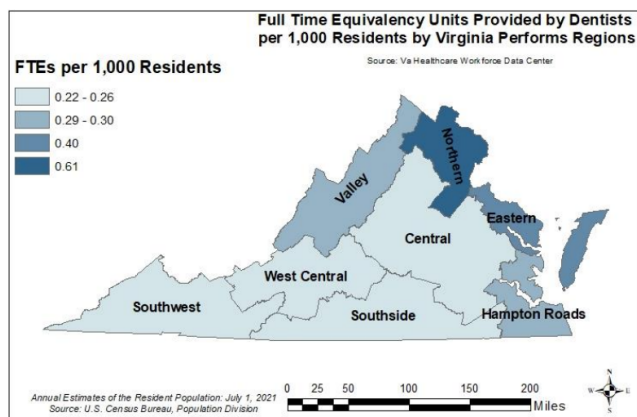 Full Time Equivalency Units Provided by Dentists
per 1,000 Residents by Virginia Performs Regions
Source: Va Healthcare Workforce Data Center
FTEs per 1,000 Residents
0.22 - 0.26
0.29 - 0.30
0.40
0.61
Northern
Valley
Eastern
Central
West Central
Southwest
Southside
Hampton Roads
Annual Estimates of the Resident Population: July 1, 2021
Source: U.S. Census Bureau, Population Division
0 25 50 100 150 200
Miles
N
W E
S